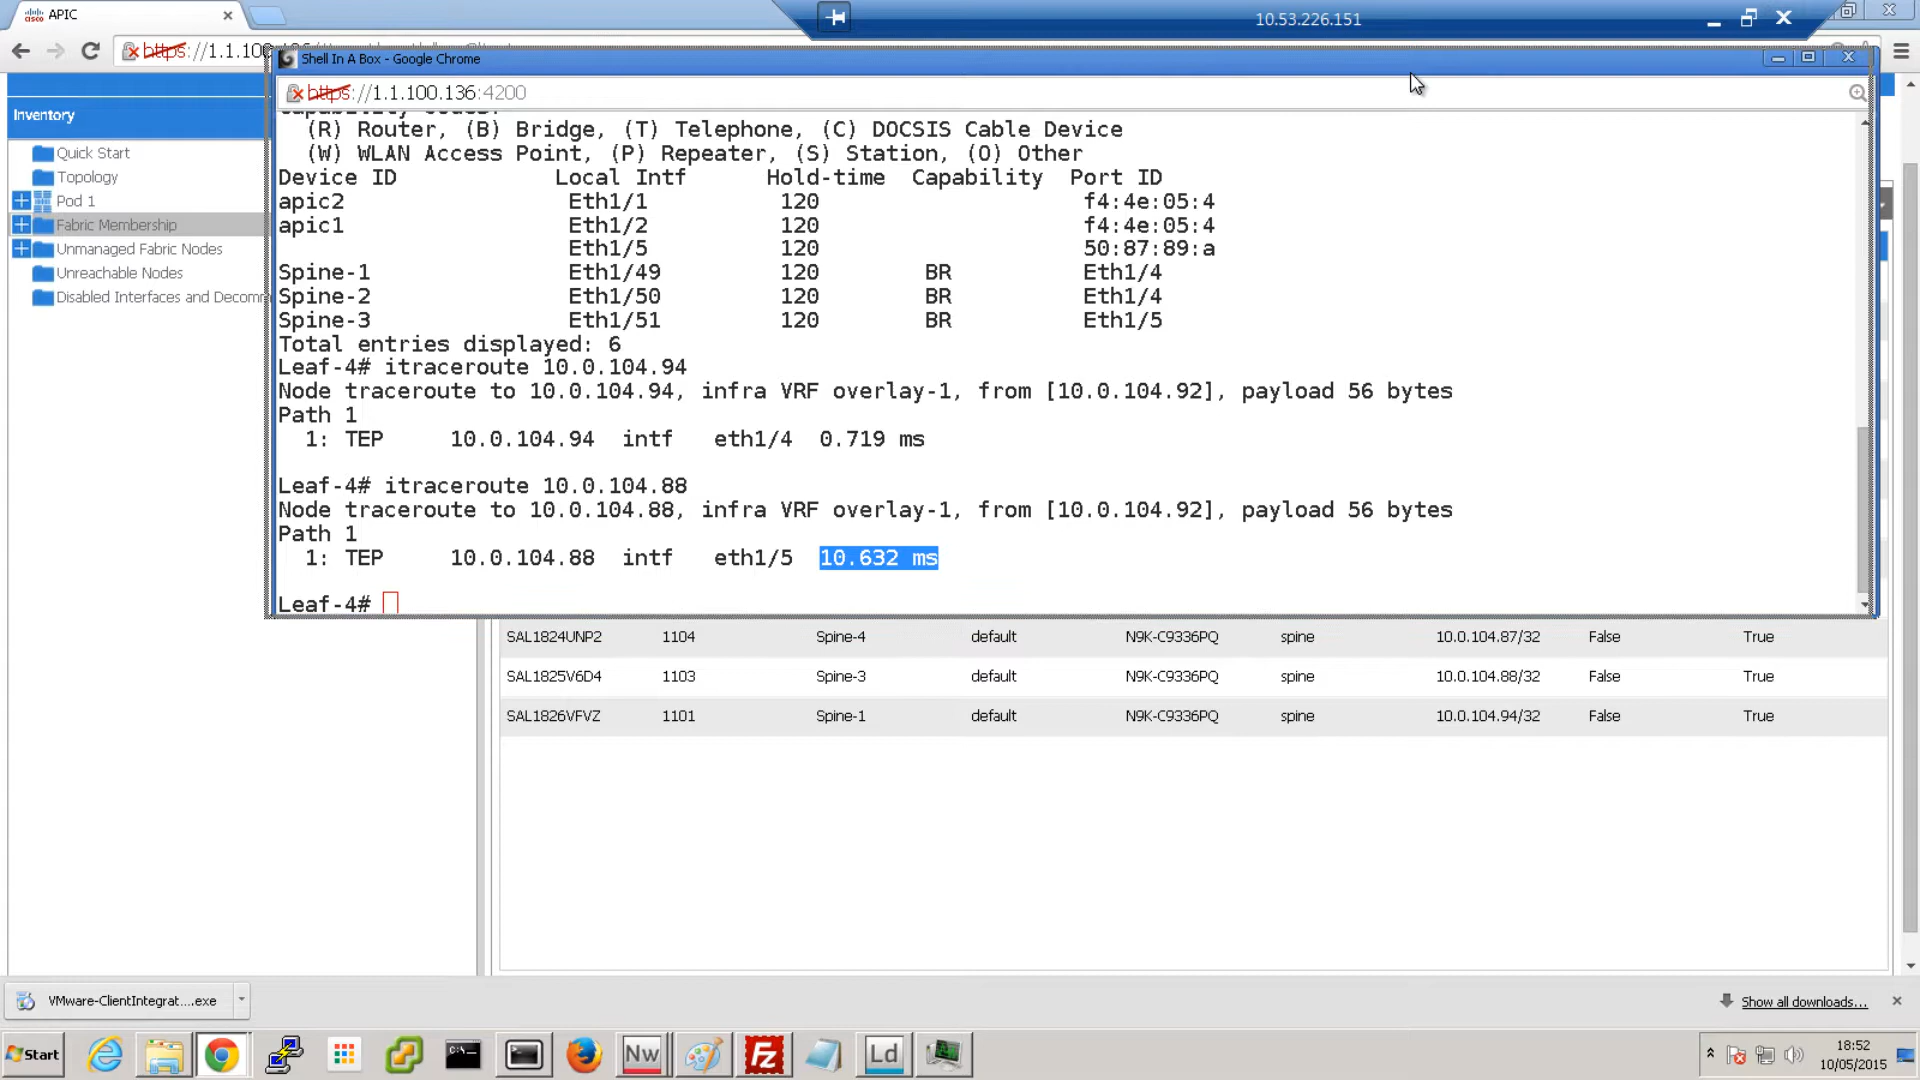 APIC
10.53.226.151
https://1.1.100
Shell In A Box - Google Chrome
https://1.1.100.136:4200
Inventory
Quick Start
Topology
Pod 1
Fabric Membership
Unmanaged Fabric Nodes
Unreachable Nodes
Disabled Interfaces and Decomm
(R) Router, (B) Bridge, (T) Telephone, (C) DOCSIS Cable Device
(W) WLAN Access Point, (P) Repeater, (S) Station, (O) Other
Device ID Local Intf Hold-time Capability Port ID
apic2 Eth1/1 120 f4:4e:05:4
apic1 Eth1/2 120 f4:4e:05:4
Eth1/5 120 50:87:89:a
Spine-1 Eth1/49 120 BR Eth1/4
Spine-2 Eth1/50 120 BR Eth1/4
Spine-3 Eth1/51 120 BR Eth1/5
Total entries displayed: 6
Leaf-4# itraceroute 10.0.104.94
Node traceroute to 10.0.104.94, infra VRF overlay-1, from [10.0.104.92], payload 56 bytes
Path 1
1: TEP 10.0.104.94 intf eth1/4 0.719 ms
Leaf-4# itraceroute 10.0.104.88
Node traceroute to 10.0.104.88, infra VRF overlay-1, from [10.0.104.92], payload 56 bytes
Path 1
1: TEP 10.0.104.88 intf eth1/5 10.632 ms
Leaf-4#
SAL1824UNP2 1104 Spine-4 default N9K-C9336PQ spine 10.0.104.87/32 False True
SAL1825V6D4 1103 Spine-3 default N9K-C9336PQ spine 10.0.104.88/32 False True
SAL1826VFVZ 1101 Spine-1 default N9K-C9336PQ spine 10.0.104.94/32 False True
VMware-ClientIntegrat....exe
Show all downloads...
Start
Nw
Fz
Ld
18:52
10/05/2015